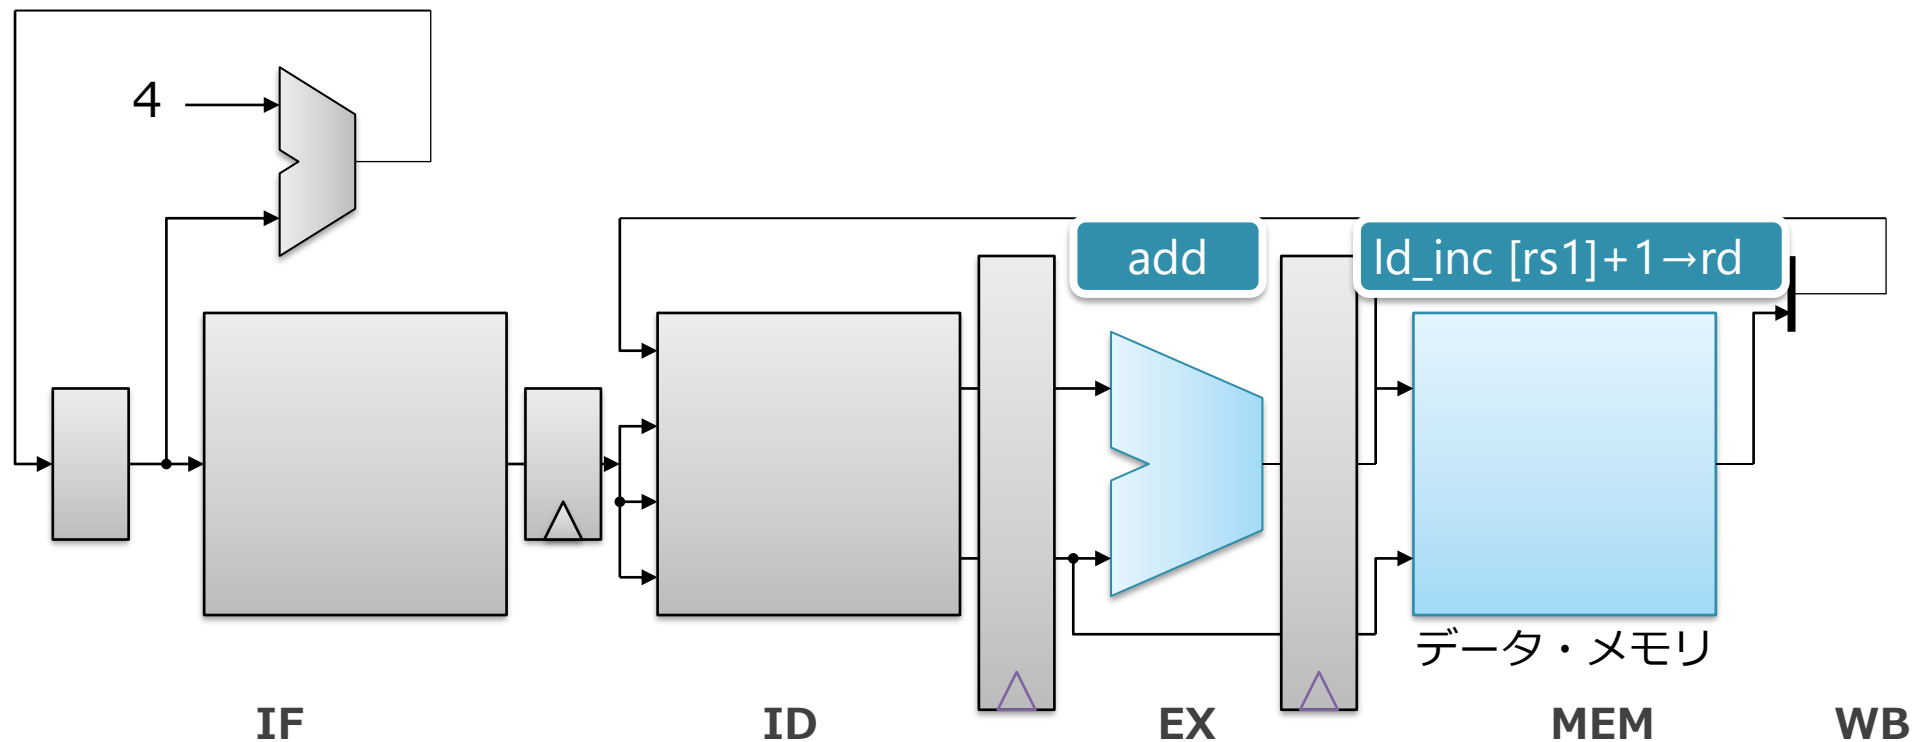 4
add
ld_inc [rs1]+1→rd
データ・メモリ
IF
ID
EX
MEM
WB